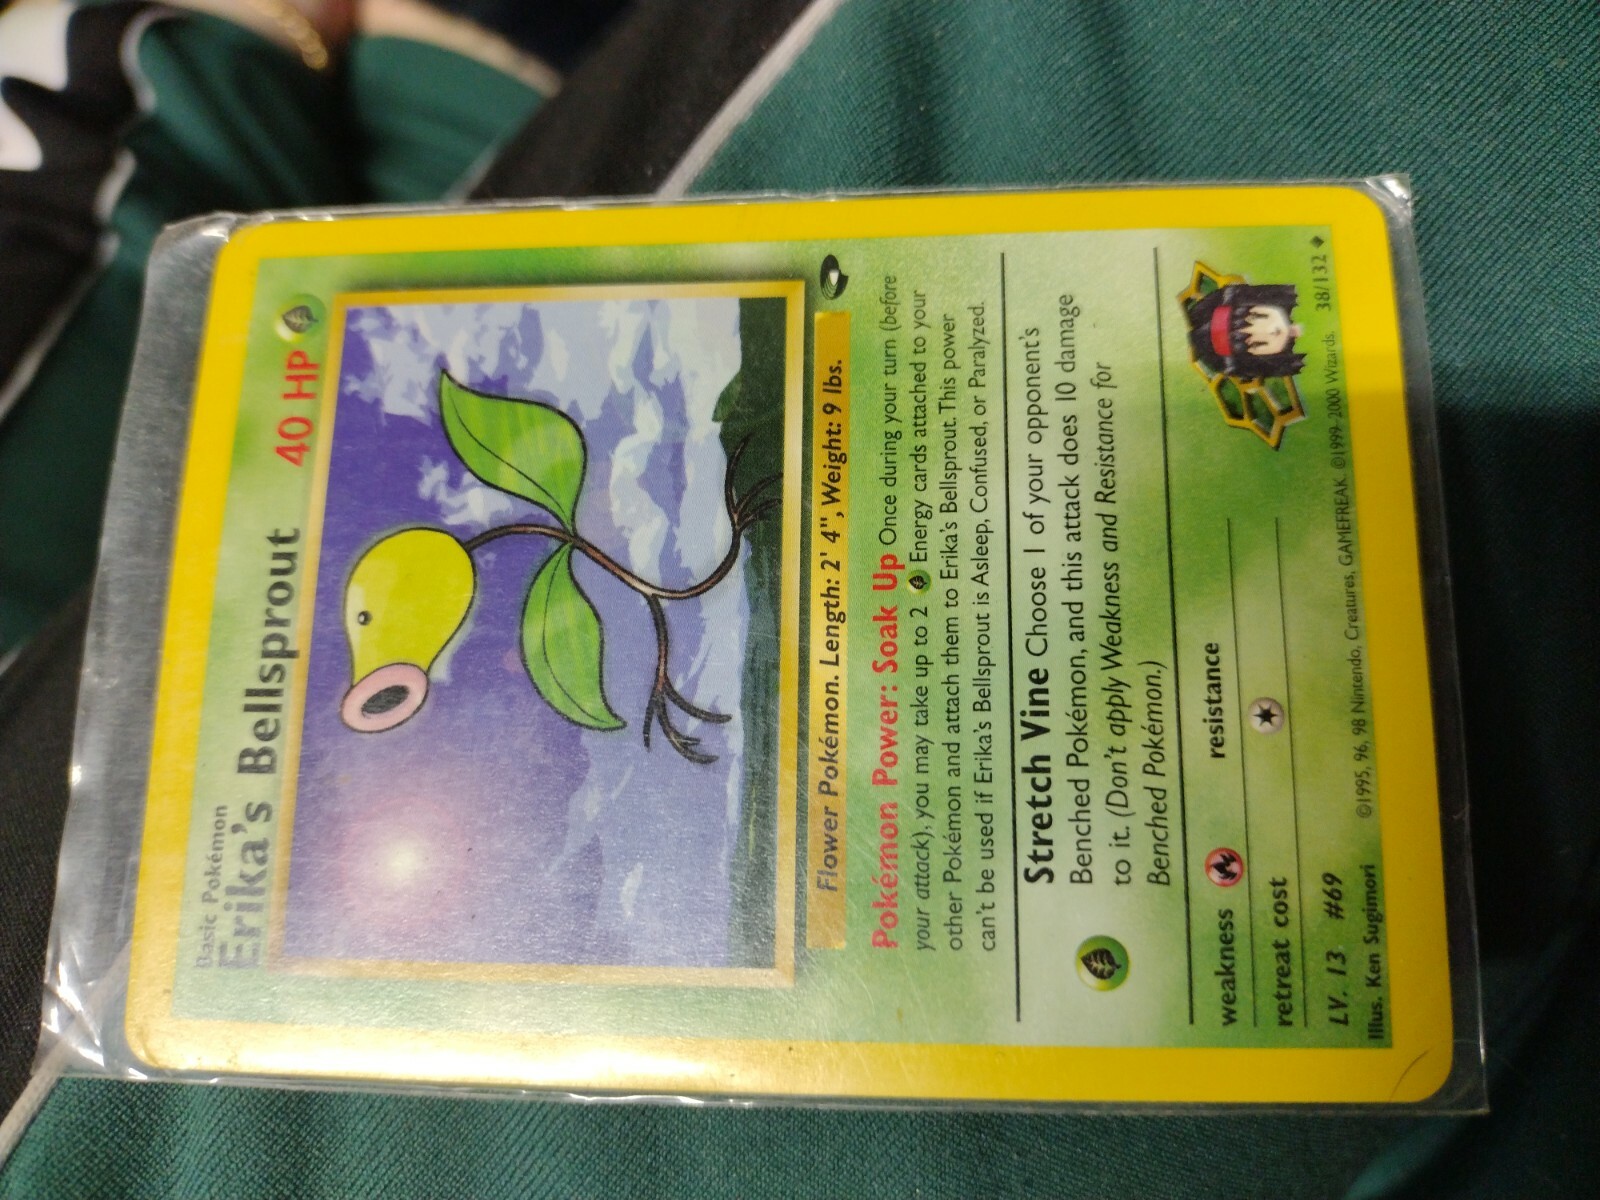 Basic Pokémon
Erika's Bellsprout 40 HP
Flower Pokémon. Length: 2' 4", Weight: 9 lbs.
Pokémon Power: Soak Up Once during your turn (before
your attack), you may take up to 2 Energy cards attached to your
other Pokémon and attach them to Erika's Bellsprout. This power
can't be used if Erika's Bellsprout is Asleep, Confused, or Paralyzed.
Stretch Vine Choose 1 of your opponent's
Benched Pokémon, and this attack does 10 damage
to it. (Don't apply Weakness and Resistance for
Benched Pokémon.)
weakness resistance
retreat cost
LV. 13 #69
Illus. Ken Sugimori ©1995, 96, 98 Nintendo, Creatures, GAMEFREAK. ©1999-2000 Wizards. 38/132